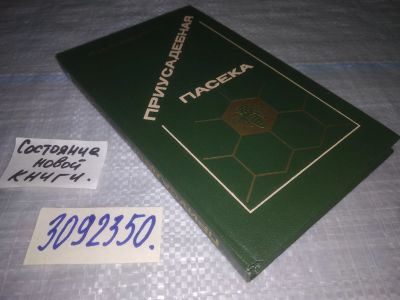 ПРИУСАДЕБНАЯ
ПАСЕКА
Состояние
новой
книги.
3092350.